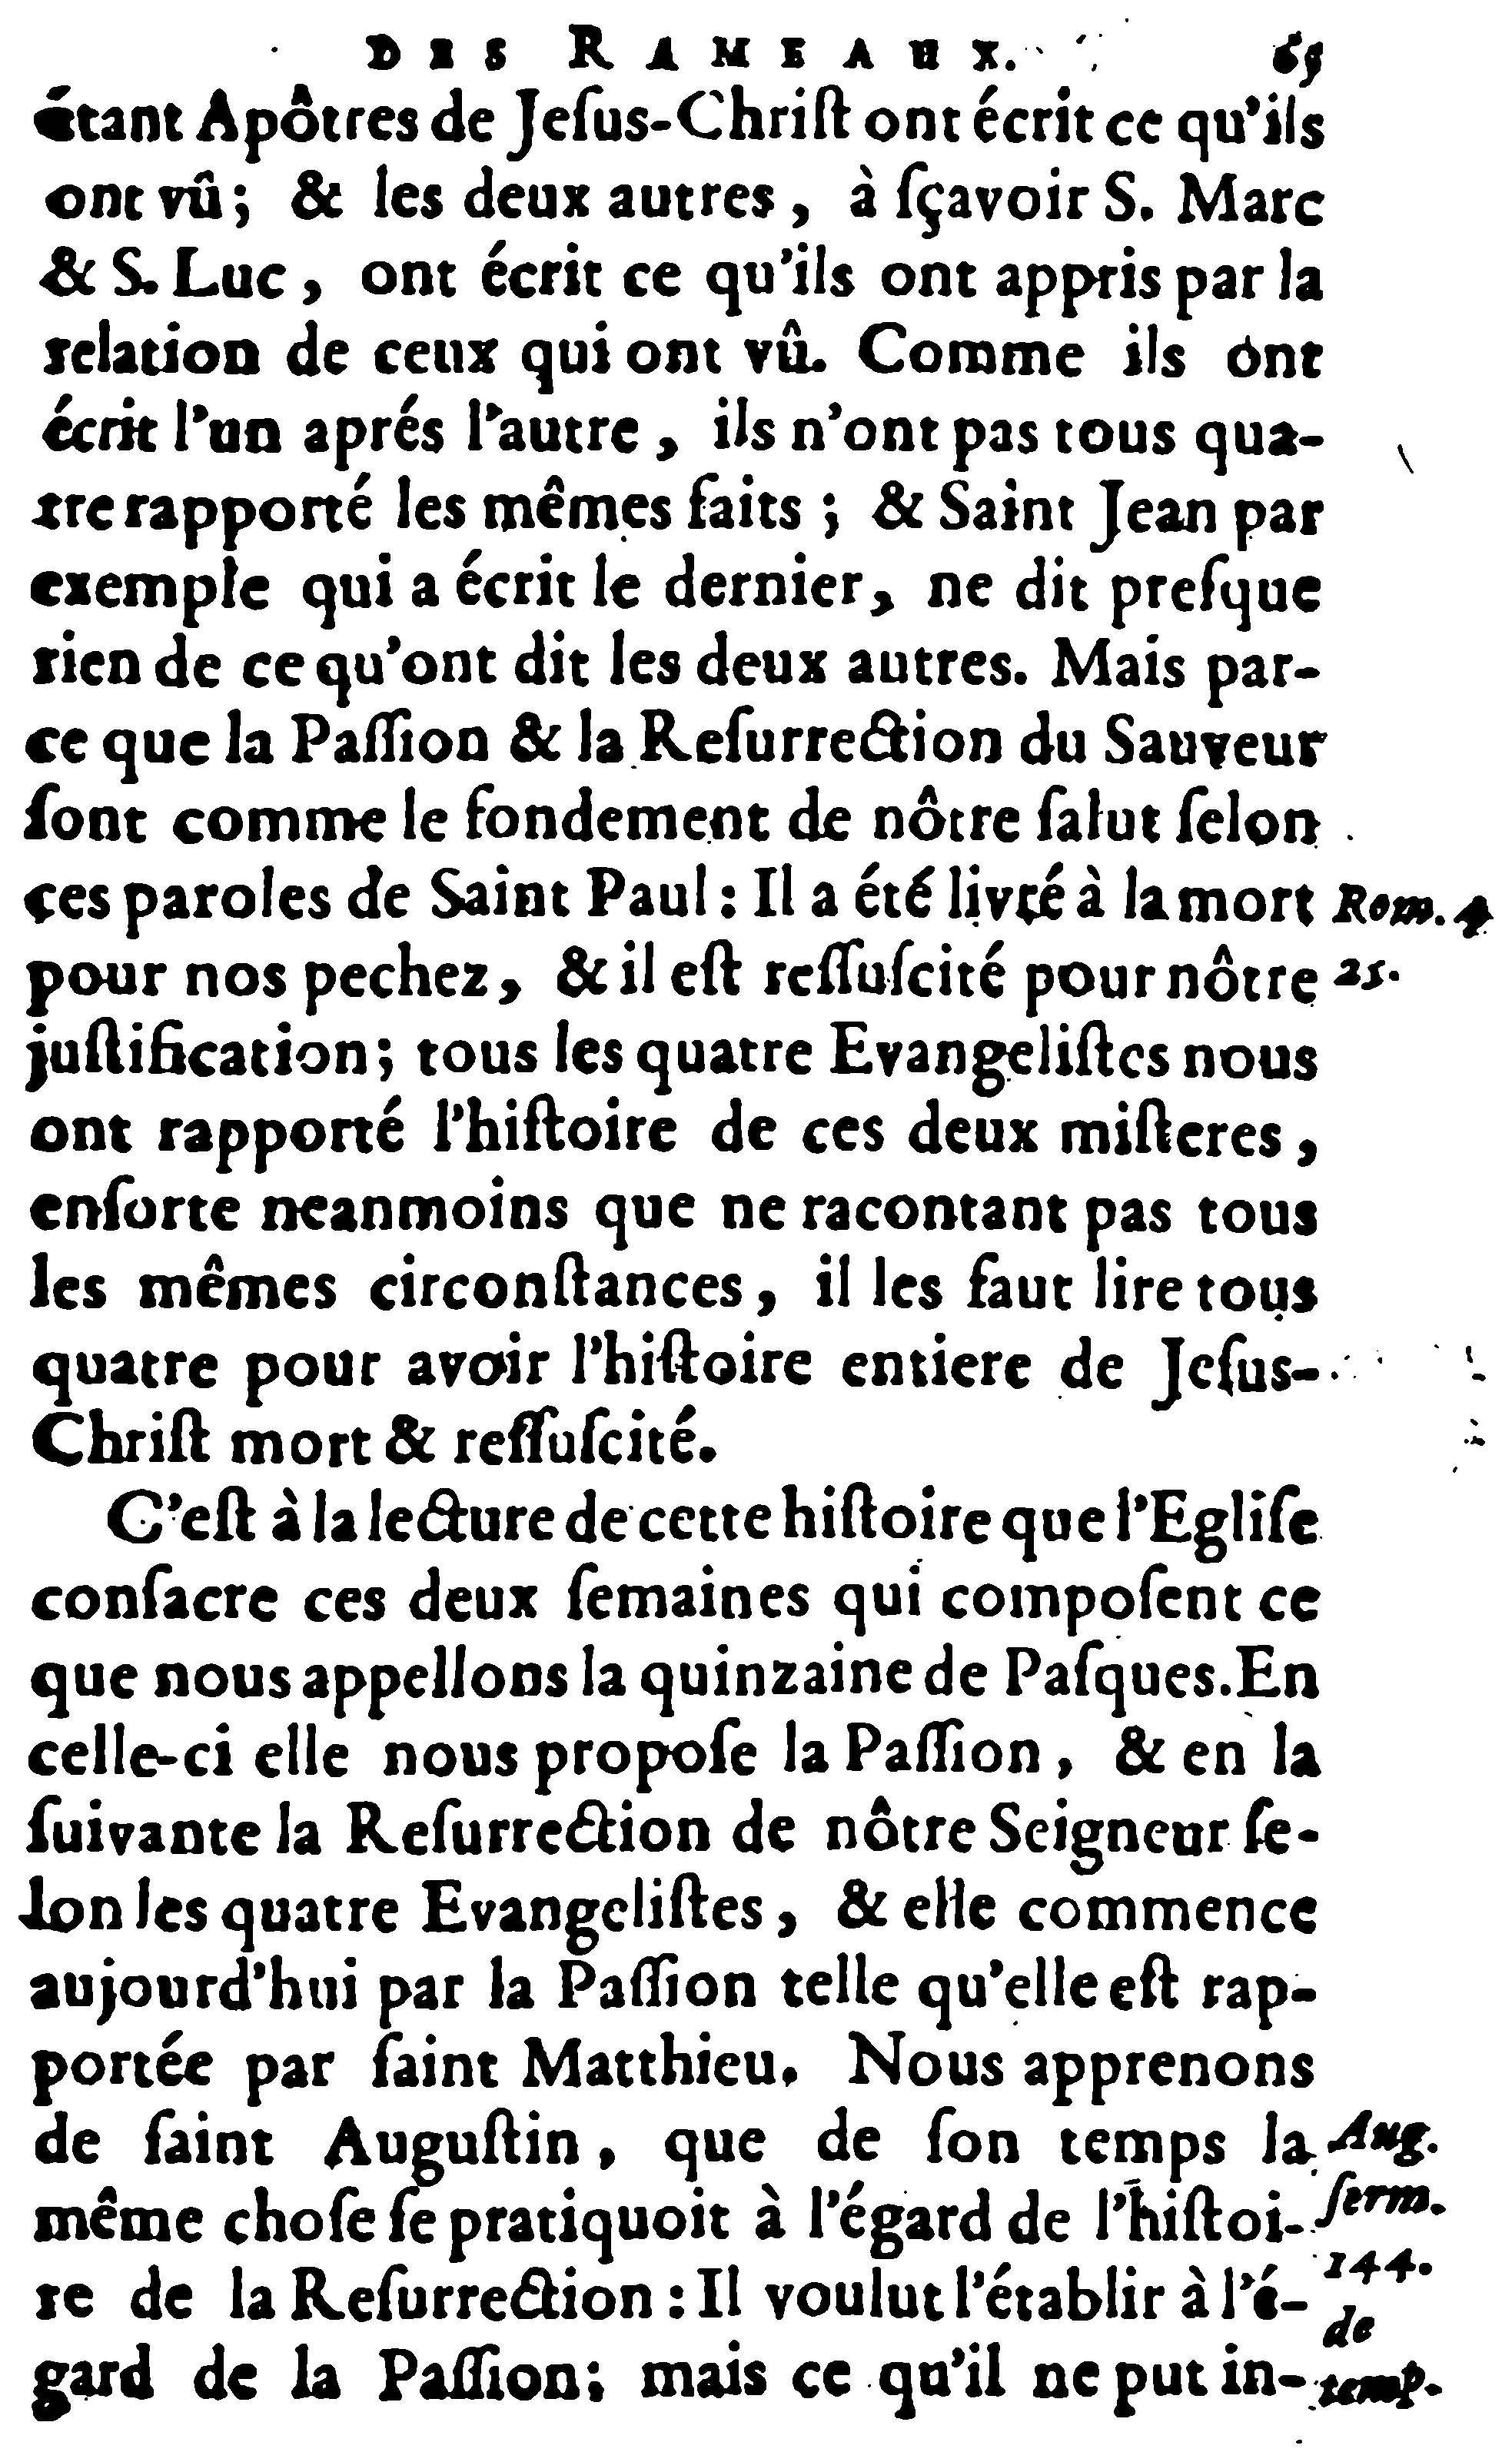 DES RAMEAUX. 65
étant Apôtres de Jeſus-Chriſt ont écrit ce qu'ils
ont vû; & les deux autres, à ſçavoir S. Marc
& S. Luc, ont écrit ce qu'ils ont appris par la
relation de ceux qui ont vû. Comme ils ont
écrit l'un aprés l'autre, ils n'ont pas tous qua-
tre rapporté les mêmes faits; & Saint Jean par
exemple qui a écrit le dernier, ne dit preſque
rien de ce qu'ont dit les deux autres. Mais par-
ce que la Paſſion & la Reſurrection du Sauveur
ſont comme le fondement de nôtre ſalut ſelon
ces paroles de Saint Paul: Il a été livré à la mort Rom. 4
pour nos pechez, & il eſt reſſuſcité pour nôtre 25.
juſtification; tous les quatre Evangeliſtes nous
ont rapporté l'hiſtoire de ces deux miſteres,
enſorte neanmoins que ne racontant pas tous
les mêmes circonſtances, il les faut lire tous
quatre pour avoir l'hiſtoire entiere de Jeſus-
Chriſt mort & reſſuſcité.
C'eſt à la lecture de cette hiſtoire que l'Egliſe
conſacre ces deux ſemaines qui compoſent ce
que nous appellons la quinzaine de Paſques. En
celle-ci elle nous propoſe la Paſſion, & en la
ſuivante la Reſurrection de nôtre Seigneur ſe-
lon les quatre Evangeliſtes, & elle commence
aujourd'hui par la Paſſion telle qu'elle eſt rap-
portée par ſaint Matthieu. Nous apprenons
de ſaint Auguſtin, que de ſon temps la Aug.
même choſe ſe pratiquoit à l'égard de l'hiſtoi- ſerm.
re de la Reſurrection: Il voulut l'établir à l'é- 144.
de
gard de la Paſſion; mais ce qu'il ne put in- temp.